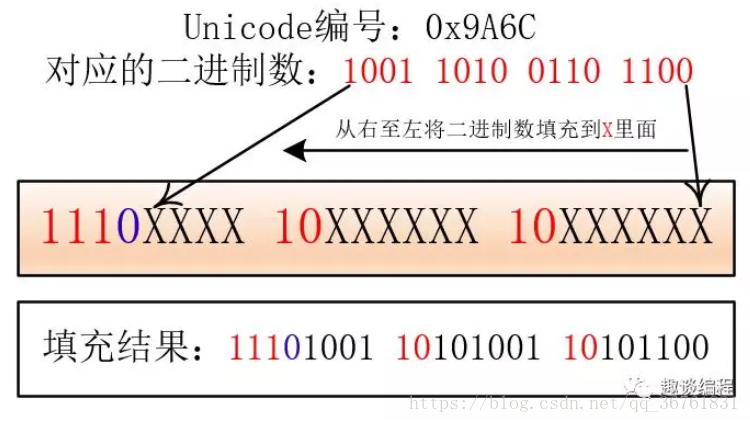 Unicode编号：0x9A6C
对应的二进制数：1001 1010 0110 1100
从右至左将二进制数填充到X里面
1110XXXX 10XXXXXX 10XXXXXX
填充结果：11101001 10101001 10101100
趣谈编程
https://blog.csdn.net/qq_36761831